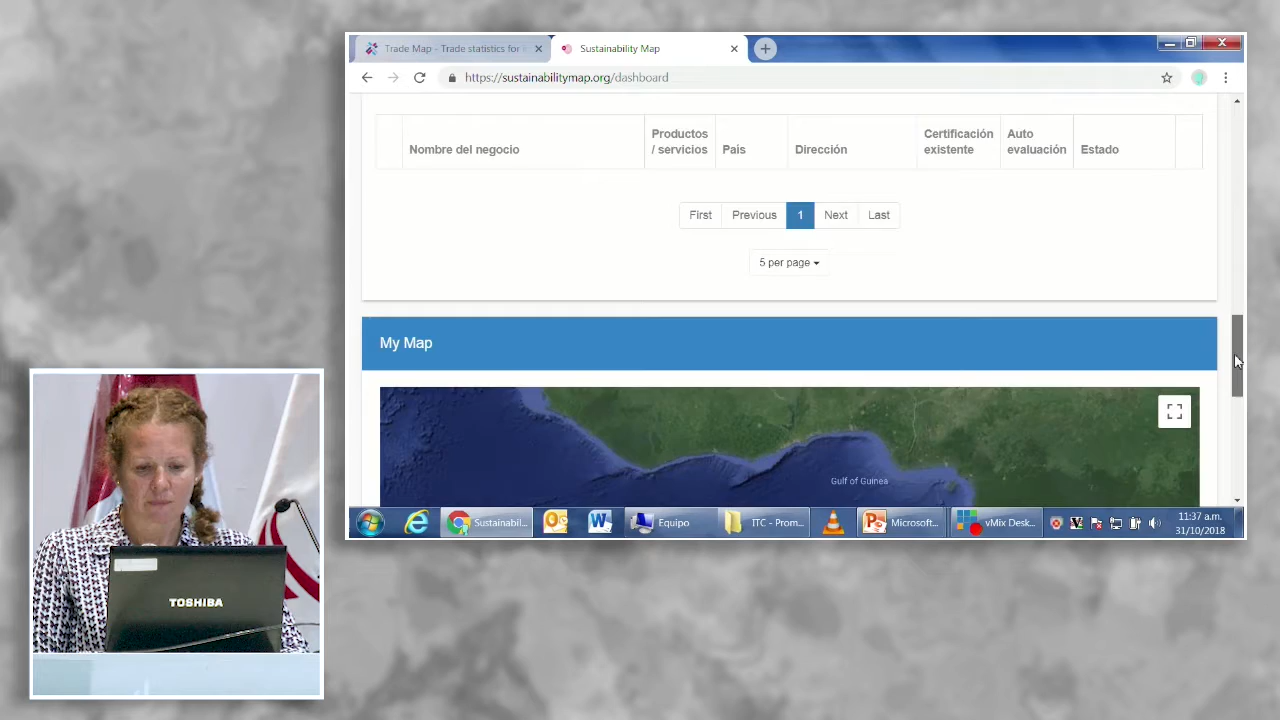 Trade Map - Trade statistics for
Sustainability Map
https://sustainabilitymap.org/dashboard
Nombre del negocio
Productos
/ servicios
País
Dirección
Certificación
existente
Auto
evaluación
Estado
First Previous 1 Next Last
5 per page
My Map
Gulf of Guinea
Sustainabil...
Equipo
ITC - Prom...
Microsoft...
vMix Desk...
11:37 a.m.
31/10/2018
TOSHIBA